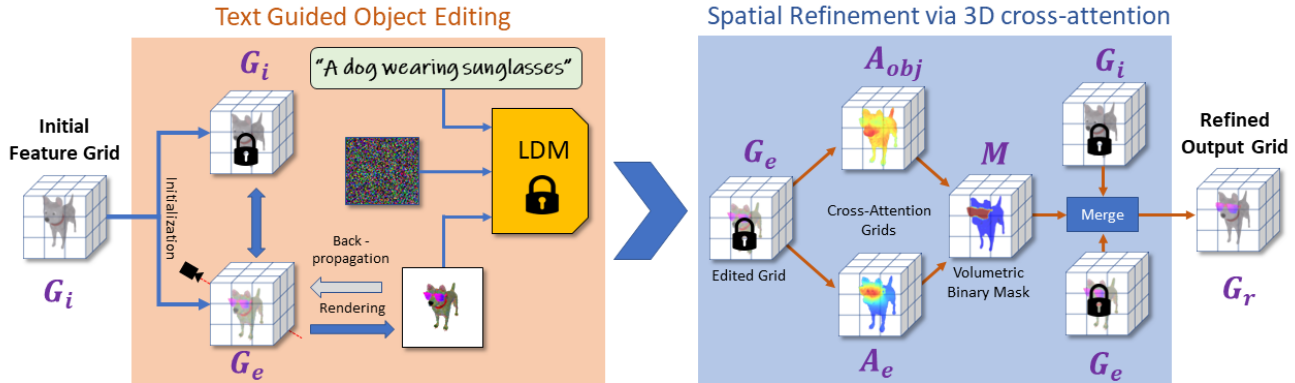 Text Guided Object Editing
Spatial Refinement via 3D cross-attention
Initial
Feature Grid
G_i
Initialization
G_i
G_e
"A dog wearing sunglasses"
LDM
Back -
propagation
Rendering
G_e
Edited Grid
A_obj
Cross-Attention
Grids
A_e
M
Volumetric
Binary Mask
G_i
Merge
G_e
Refined
Output Grid
G_r